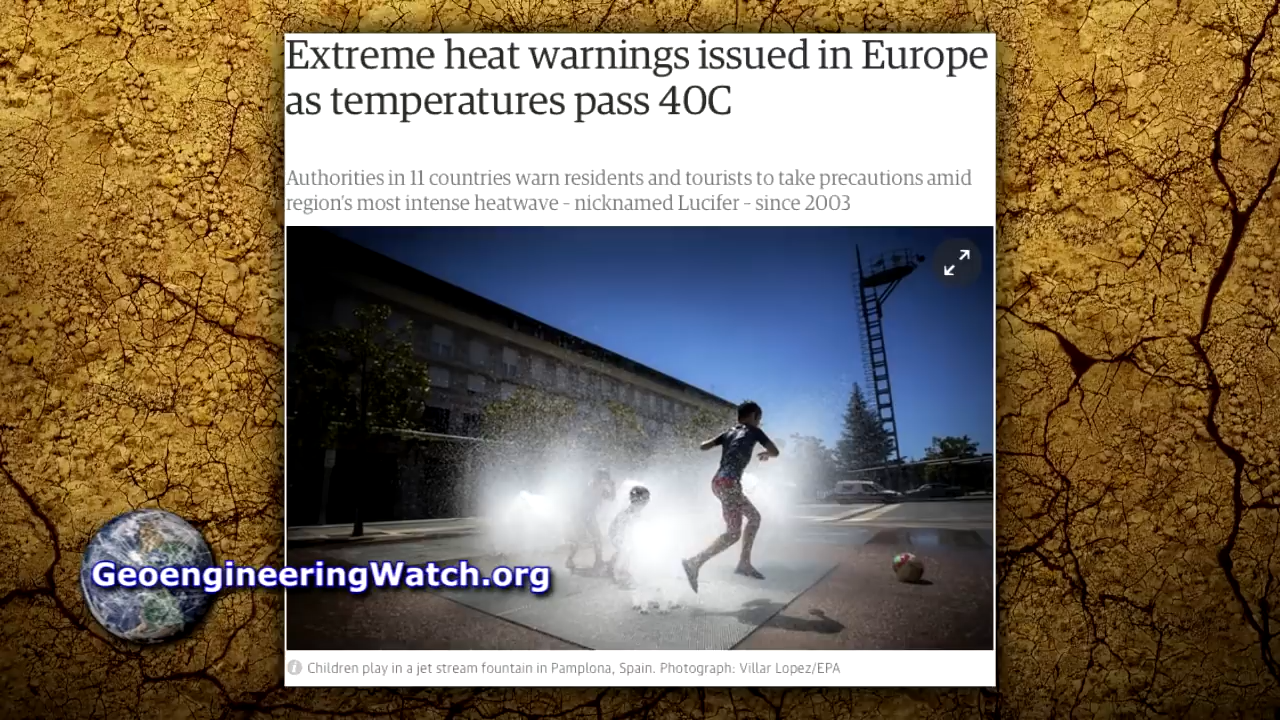 Extreme heat warnings issued in Europe
as temperatures pass 40C
Authorities in 11 countries warn residents and tourists to take precautions amid
region's most intense heatwave – nicknamed Lucifer – since 2003
GeoengineeringWatch.org
Children play in a jet stream fountain in Pamplona, Spain. Photograph: Villar Lopez/EPA